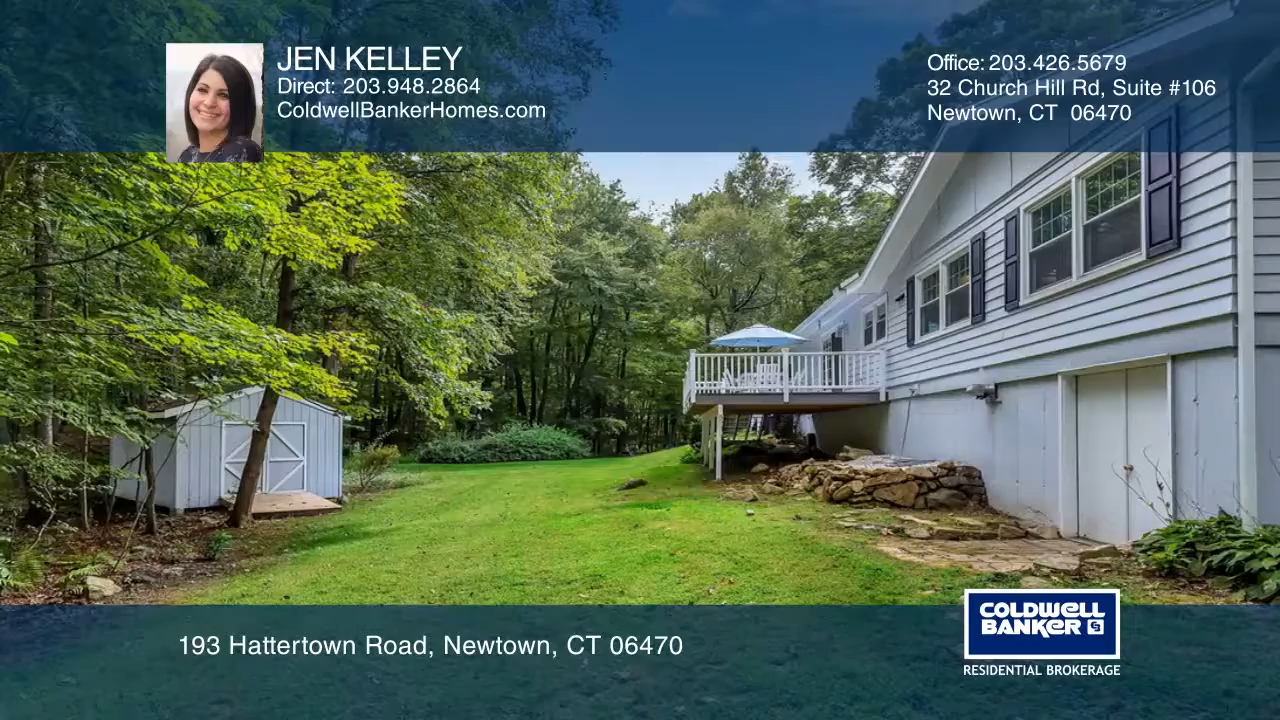 JEN KELLEY
Direct: 203.948.2864
ColdwellBankerHomes.com
Office: 203.426.5679
32 Church Hill Rd, Suite #106
Newtown, CT 06470
193 Hattertown Road, Newtown, CT 06470
COLDWELL
BANKER CB
RESIDENTIAL BROKERAGE